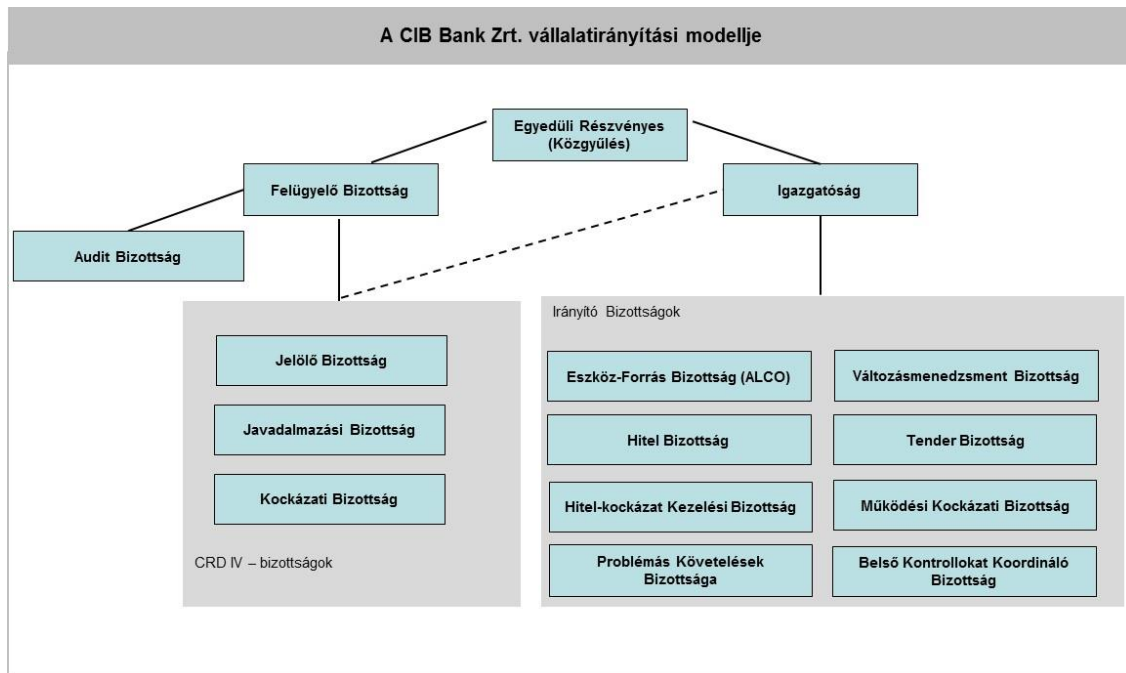 A CIB Bank Zrt. vállalatirányítási modellje
Egyedüli Részvényes
(Közgyűlés)
Felügyelő Bizottság
Igazgatóság
Audit Bizottság
Irányító Bizottságok
Jelölő Bizottság
Javadalmazási Bizottság
Kockázati Bizottság
CRD IV – bizottságok
Eszköz-Forrás Bizottság (ALCO)
Változásmenedzsment Bizottság
Hitel Bizottság
Tender Bizottság
Hitel-kockázat Kezelési Bizottság
Működési Kockázati Bizottság
Problémás Követelések
Bizottsága
Belső Kontrollokat Koordináló
Bizottság